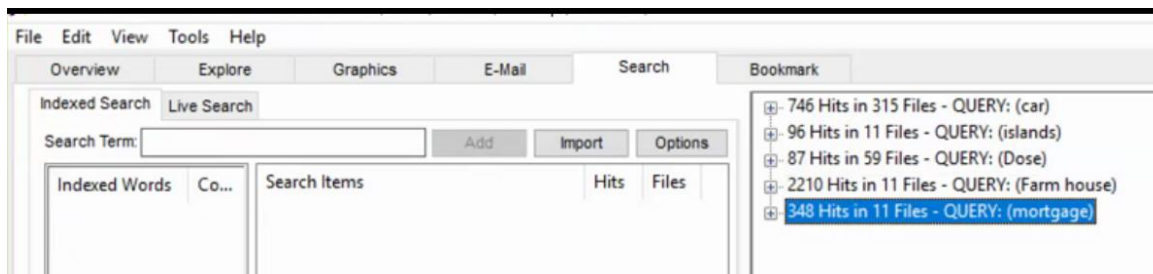 File Edit View Tools Help
Overview Explore Graphics E-Mail Search Bookmark
Indexed Search Live Search
Search Term: Add Import Options
Indexed Words Co... Search Items Hits Files
746 Hits in 315 Files - QUERY: (car)
96 Hits in 11 Files - QUERY: (islands)
87 Hits in 59 Files - QUERY: (Dose)
2210 Hits in 11 Files - QUERY: (Farm house)
348 Hits in 11 Files - QUERY: (mortgage)